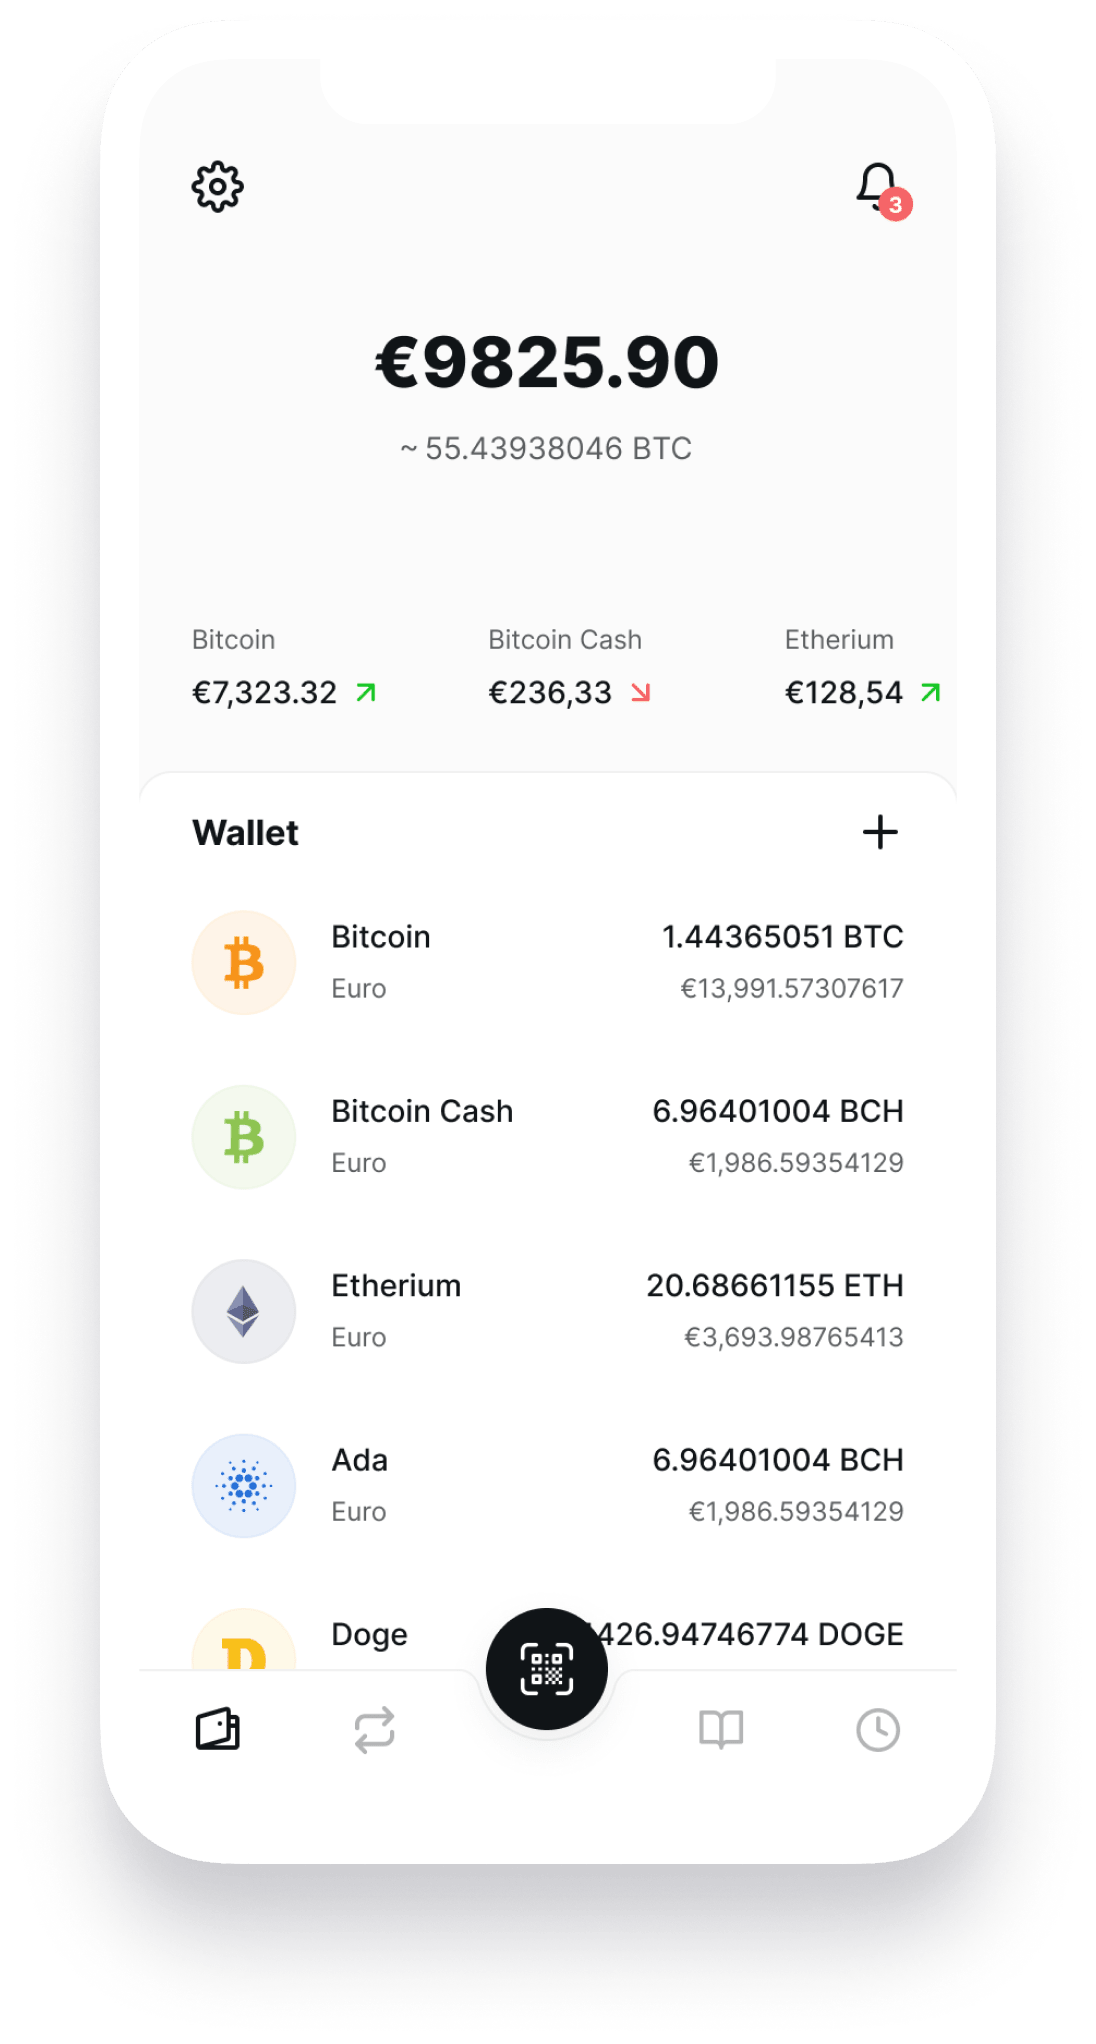 3
€9825.90
~ 55.43938046 BTC
Bitcoin Bitcoin Cash Etherium
€7,323.32 €236,33 €128,54
Wallet
Bitcoin 1.44365051 BTC
Euro €13,991.57307617
Bitcoin Cash 6.96401004 BCH
Euro €1,986.59354129
Etherium 20.68661155 ETH
Euro €3,693.98765413
Ada 6.96401004 BCH
Euro €1,986.59354129
Doge 426.94746774 DOGE